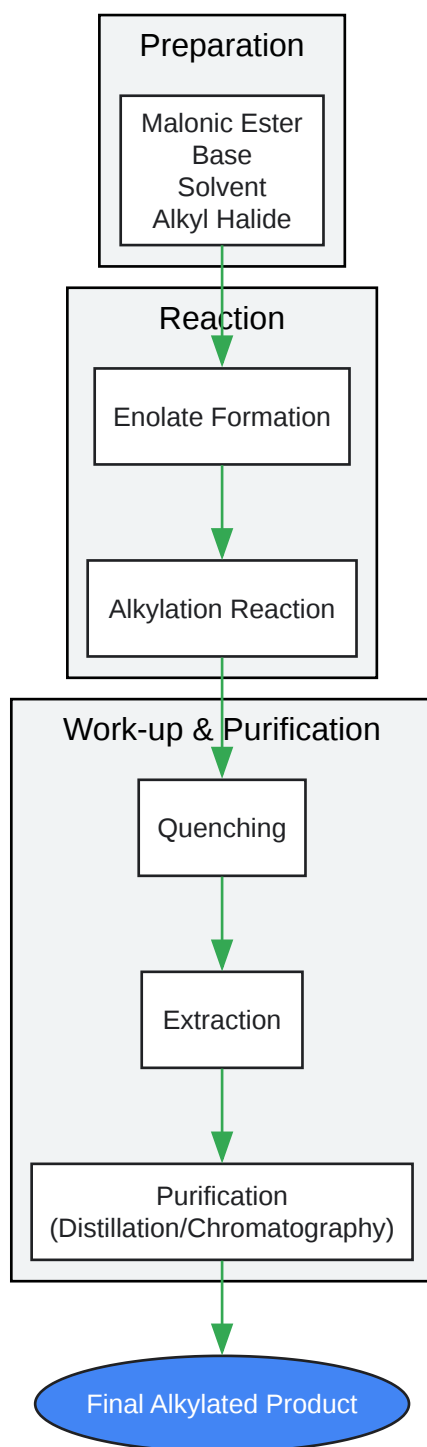 Preparation
Malonic Ester
Base
Solvent
Alkyl Halide
Reaction
Enolate Formation
Alkylation Reaction
Work-up & Purification
Quenching
Extraction
Purification
(Distillation/Chromatography)
Final Alkylated Product